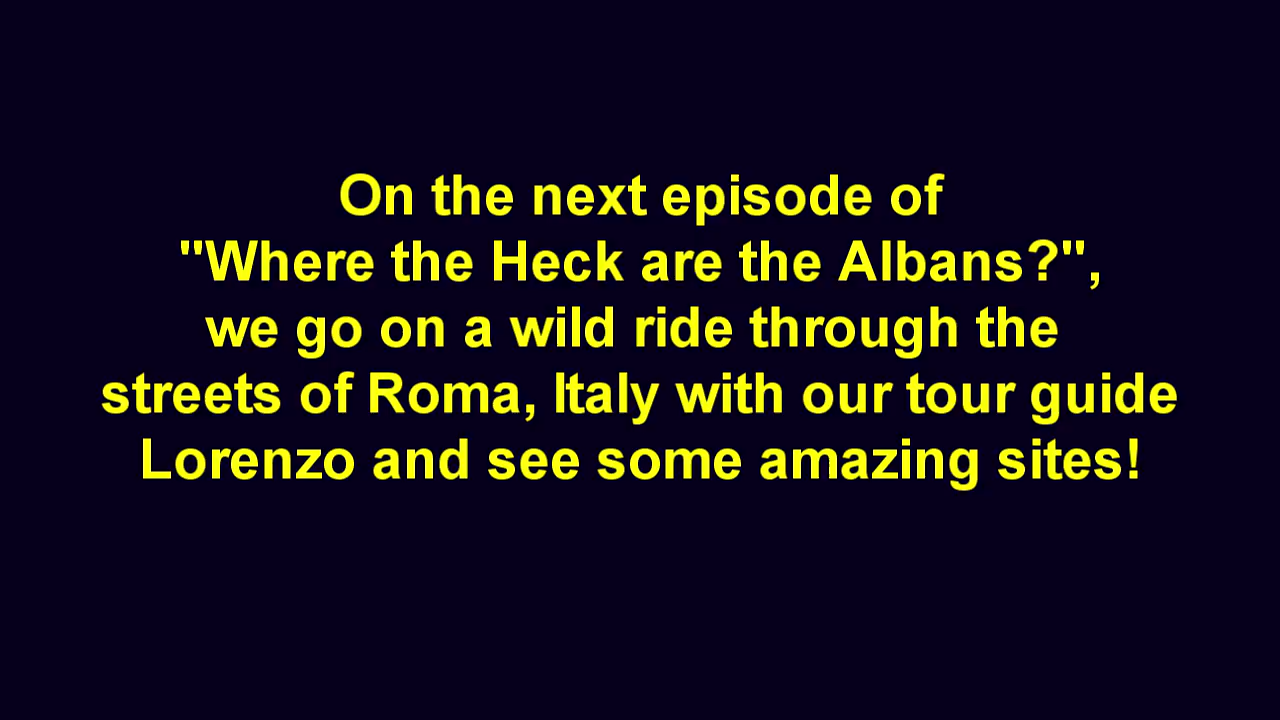 On the next episode of
"Where the Heck are the Albans?",
we go on a wild ride through the
streets of Roma, Italy with our tour guide
Lorenzo and see some amazing sites!